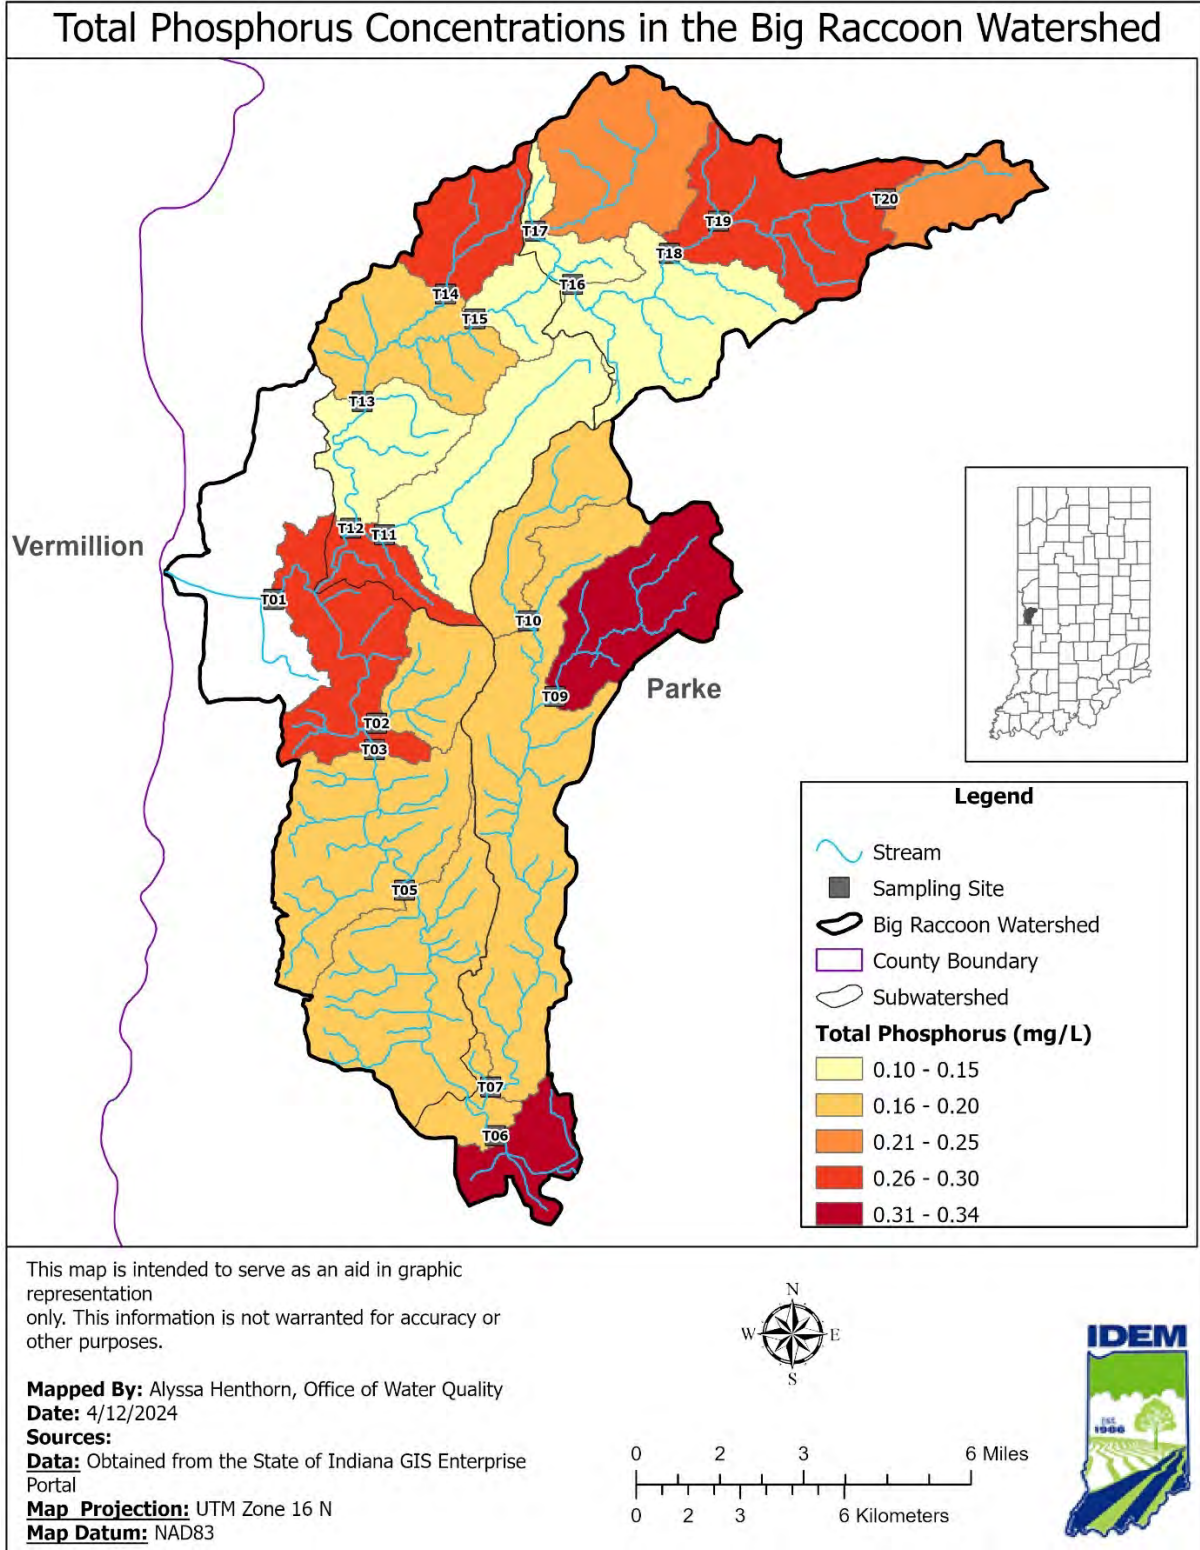 Total Phosphorus Concentrations in the Big Raccoon Watershed
T20
T19
T17
T18
T16
T14
T15
T13
T12
T11
Vermillion
T01
T10
Parke
T09
T02
T03
T05
T07
T06
Legend
Stream
Sampling Site
Big Raccoon Watershed
County Boundary
Subwatershed
Total Phosphorus (mg/L)
0.10 - 0.15
0.16 - 0.20
0.21 - 0.25
0.26 - 0.30
0.31 - 0.34
This map is intended to serve as an aid in graphic
representation
only. This information is not warranted for accuracy or
other purposes.
Mapped By: Alyssa Henthorn, Office of Water Quality
Date: 4/12/2024
Sources:
Data: Obtained from the State of Indiana GIS Enterprise
Portal
Map Projection: UTM Zone 16 N
Map Datum: NAD83
N
W E
S
0 2 3 6 Miles
0 2 3 6 Kilometers
IDEM
EST.
1986